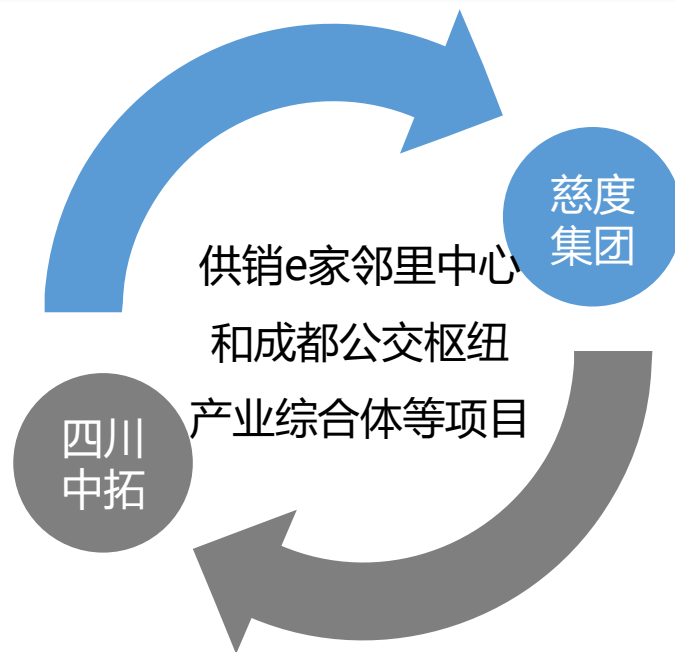 慈度
集团
供销e家邻里中心
和成都公交枢纽
产业综合体等项目
四川
中拓